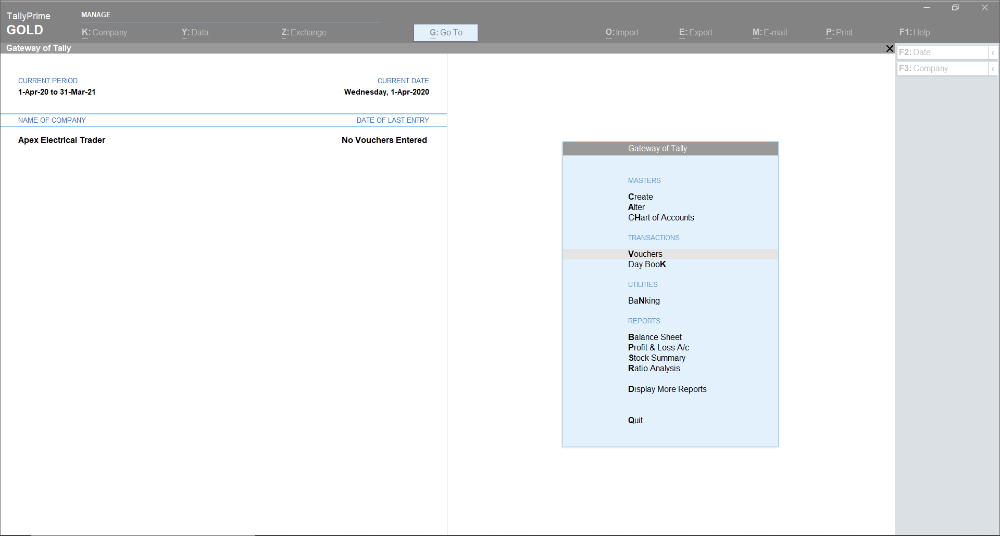 TallyPrime
GOLD
MANAGE
K: Company
Y: Data
Z: Exchange
G: Go To
O: Import
E: Export
M: E-mail
P: Print
F1: Help
Gateway of Tally
F2: Date
F3: Company
CURRENT PERIOD
CURRENT DATE
1-Apr-20 to 31-Mar-21
Wednesday, 1-Apr-2020
NAME OF COMPANY
DATE OF LAST ENTRY
Apex Electrical Trader
No Vouchers Entered
Gateway of Tally
MASTERS
Create
Alter
CHart of Accounts
TRANSACTIONS
Vouchers
Day BooK
UTILITIES
BaNking
REPORTS
Balance Sheet
Profit & Loss A/c
Stock Summary
Ratio Analysis
Display More Reports
Quit